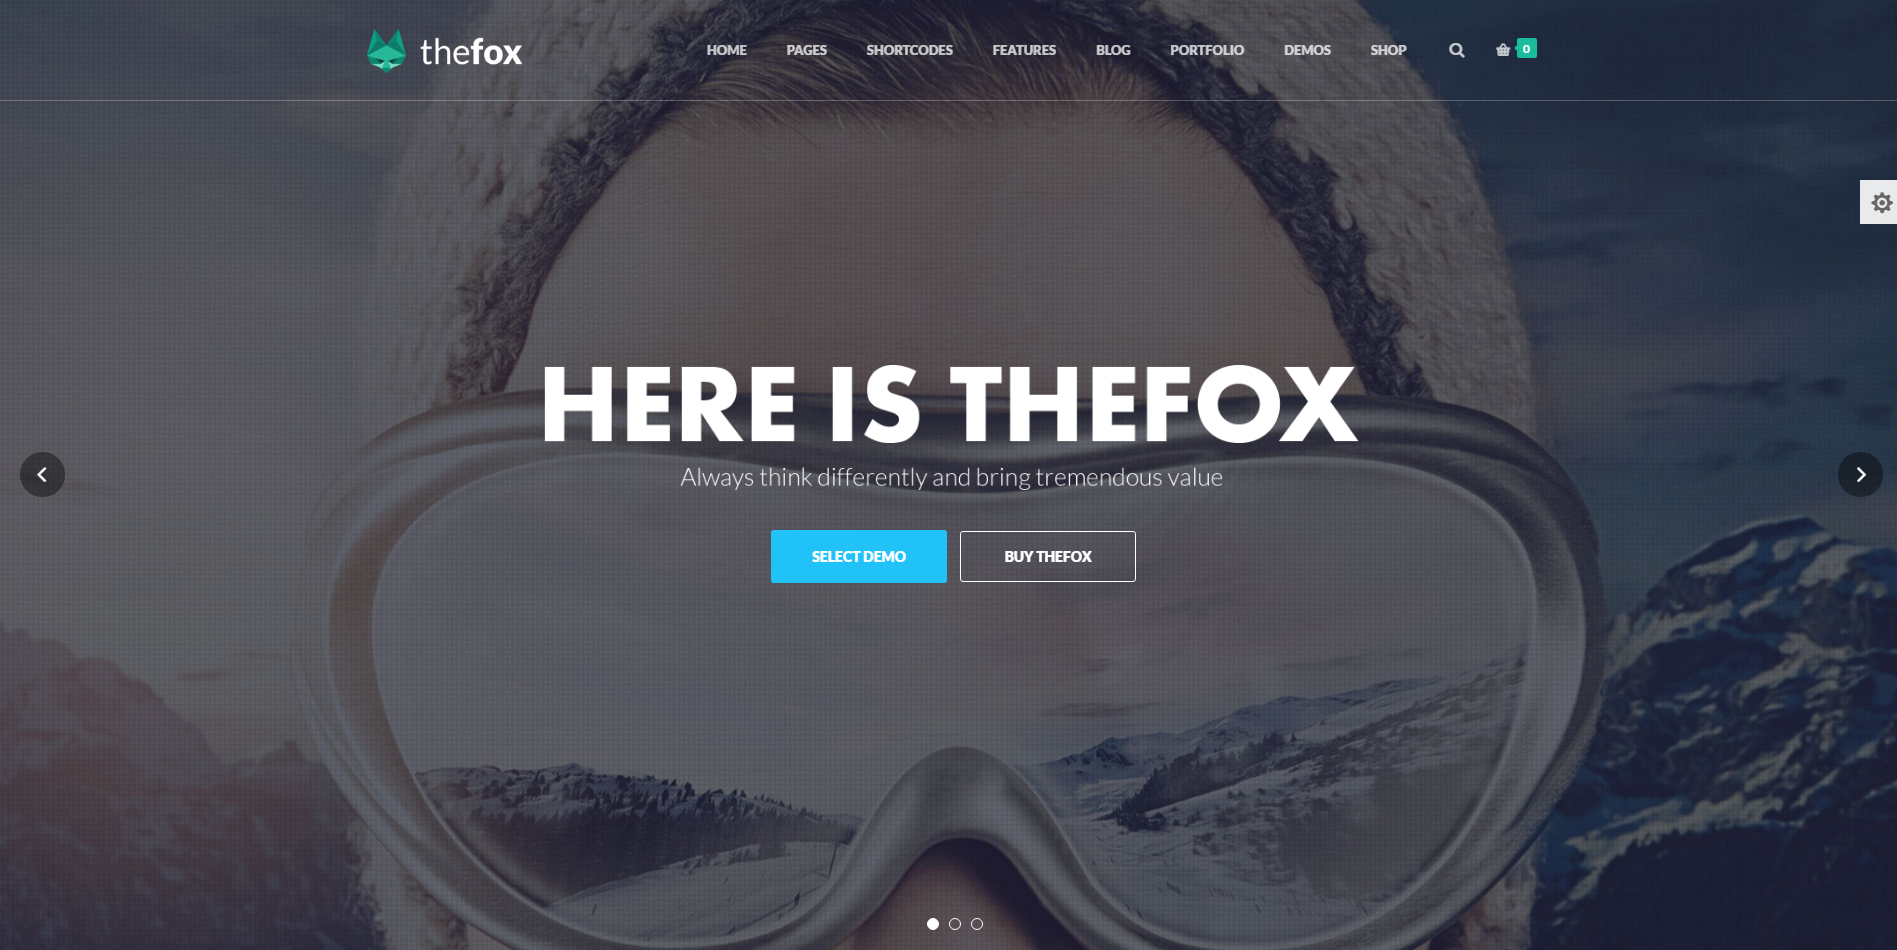 thefox
HOME PAGES SHORTCODES FEATURES BLOG PORTFOLIO DEMOS SHOP 0
HERE IS THEFOX
Always think differently and bring tremendous value
SELECT DEMO BUY THEFOX